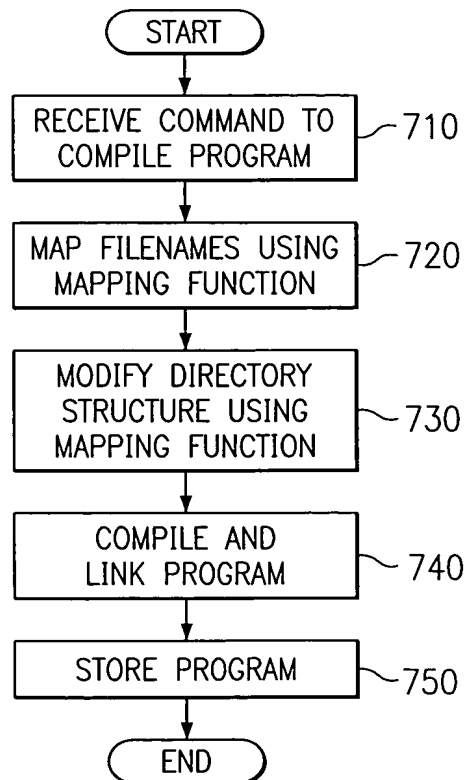 START
RECEIVE COMMAND TO
COMPILE PROGRAM
710
MAP FILENAMES USING
MAPPING FUNCTION
720
MODIFY DIRECTORY
STRUCTURE USING
MAPPING FUNCTION
730
COMPILE AND
LINK PROGRAM
740
STORE PROGRAM
750
END